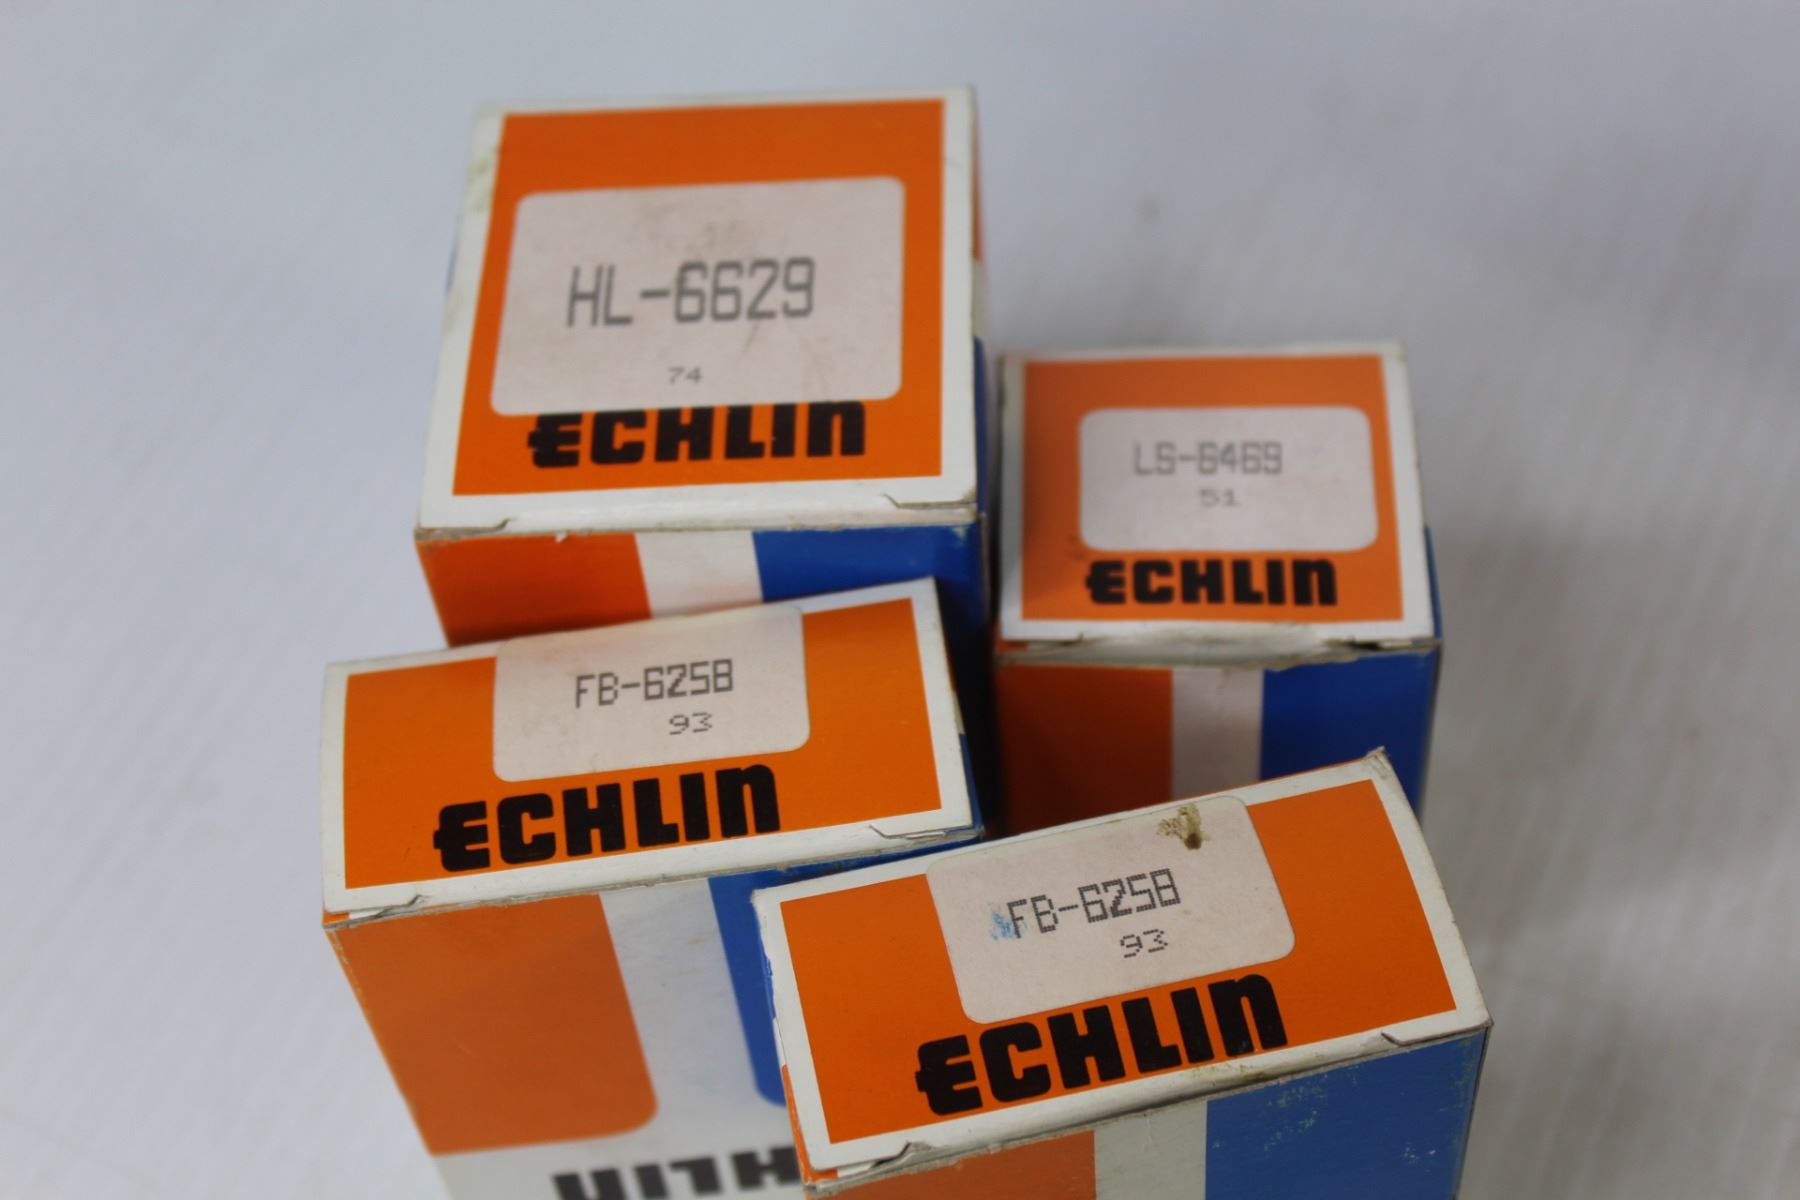 HL-6629
74
ECHLIN
LS-6469
51
ECHLIN
FB-6258
93
ECHLIN
FB-6258
93
ECHLIN